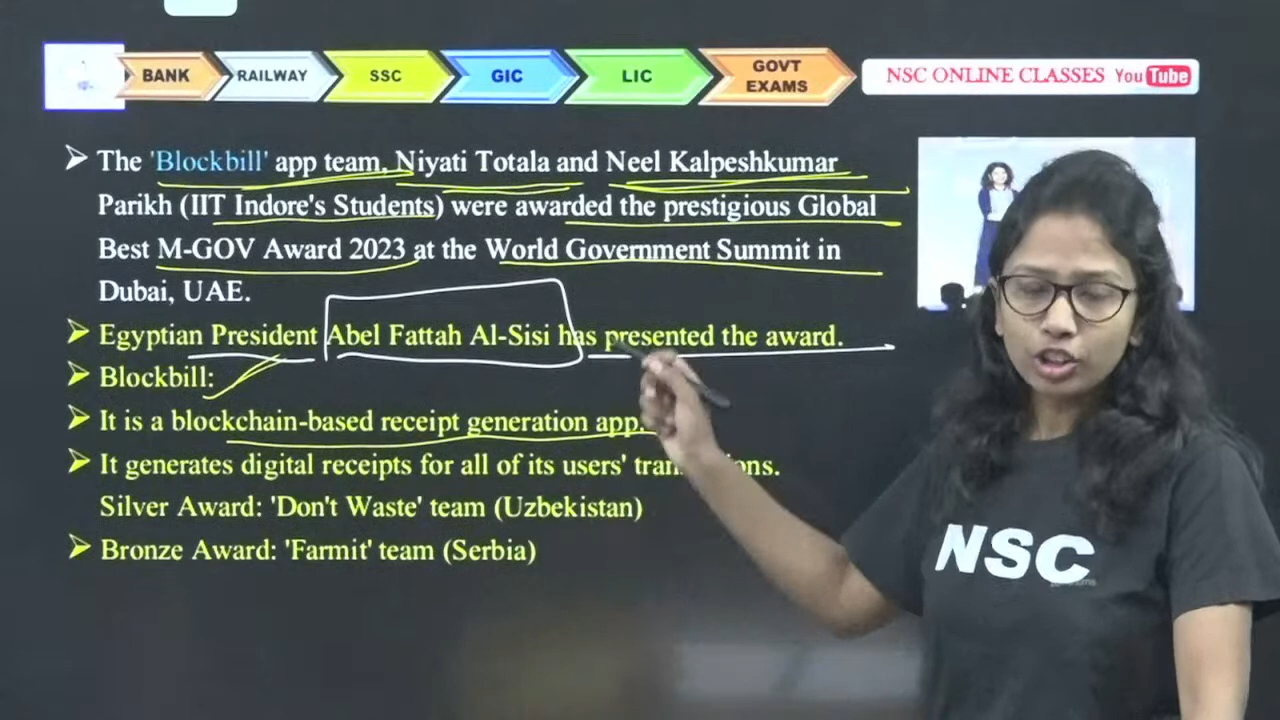 BANK
RAILWAY
SSC
GIC
LIC
GOVT
EXAMS
NSC ONLINE CLASSES YouTube
The 'Blockbill' app team, Niyati Totala and Neel Kalpeshkumar
Parikh (IIT Indore's Students) were awarded the prestigious Global
Best M-GOV Award 2023 at the World Government Summit in
Dubai, UAE.
Egyptian President Abel Fattah Al-Sisi has presented the award.
Blockbill:
It is a blockchain-based receipt generation app.
It generates digital receipts for all of its users'
Silver Award: 'Don't Waste' team (Uzbekistan)
Bronze Award: 'Farmit' team (Serbia)
NSC